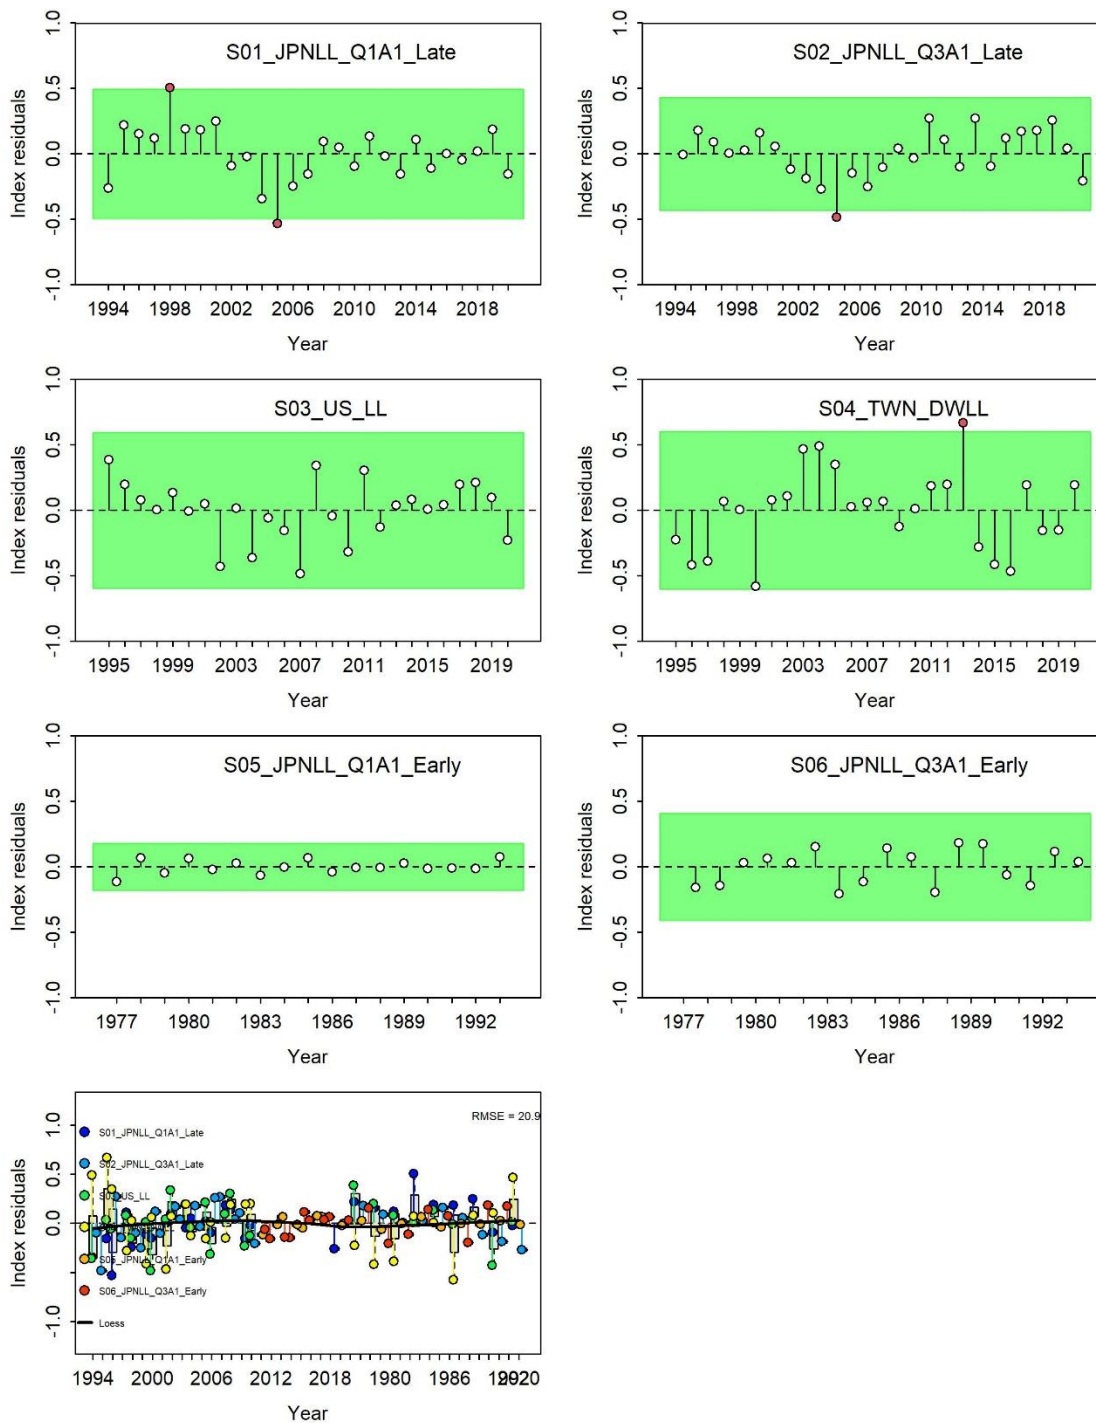 S01_JPNLL_Q1A1_Late
Index residuals
1.0
0.5
0.0
-0.5
-1.0
1994 1998 2002 2006 2010 2014 2018
Year
S02_JPNLL_Q3A1_Late
Index residuals
1.0
0.5
0.0
-0.5
-1.0
1994 1998 2002 2006 2010 2014 2018
Year
S03_US_LL
Index residuals
1.0
0.5
0.0
-0.5
-1.0
1995 1999 2003 2007 2011 2015 2019
Year
S04_TWN_DWLL
Index residuals
1.0
0.5
0.0
-0.5
-1.0
1995 1999 2003 2007 2011 2015 2019
Year
S05_JPNLL_Q1A1_Early
Index residuals
1.0
0.5
0.0
-0.5
-1.0
1977 1980 1983 1986 1989 1992
Year
S06_JPNLL_Q3A1_Early
Index residuals
1.0
0.5
0.0
-0.5
-1.0
1977 1980 1983 1986 1989 1992
Year
RMSE = 20.9
Index residuals
1.0
0.5
0.0
-1.0
S01_JPNLL_Q1A1_Late
S02_JPNLL_Q3A1_Late
S03_US_LL
S05_JPNLL_Q1A1_Early
S06_JPNLL_Q3A1_Early
Loess
1994 2000 2006 2012 2018 1980 1986
Year